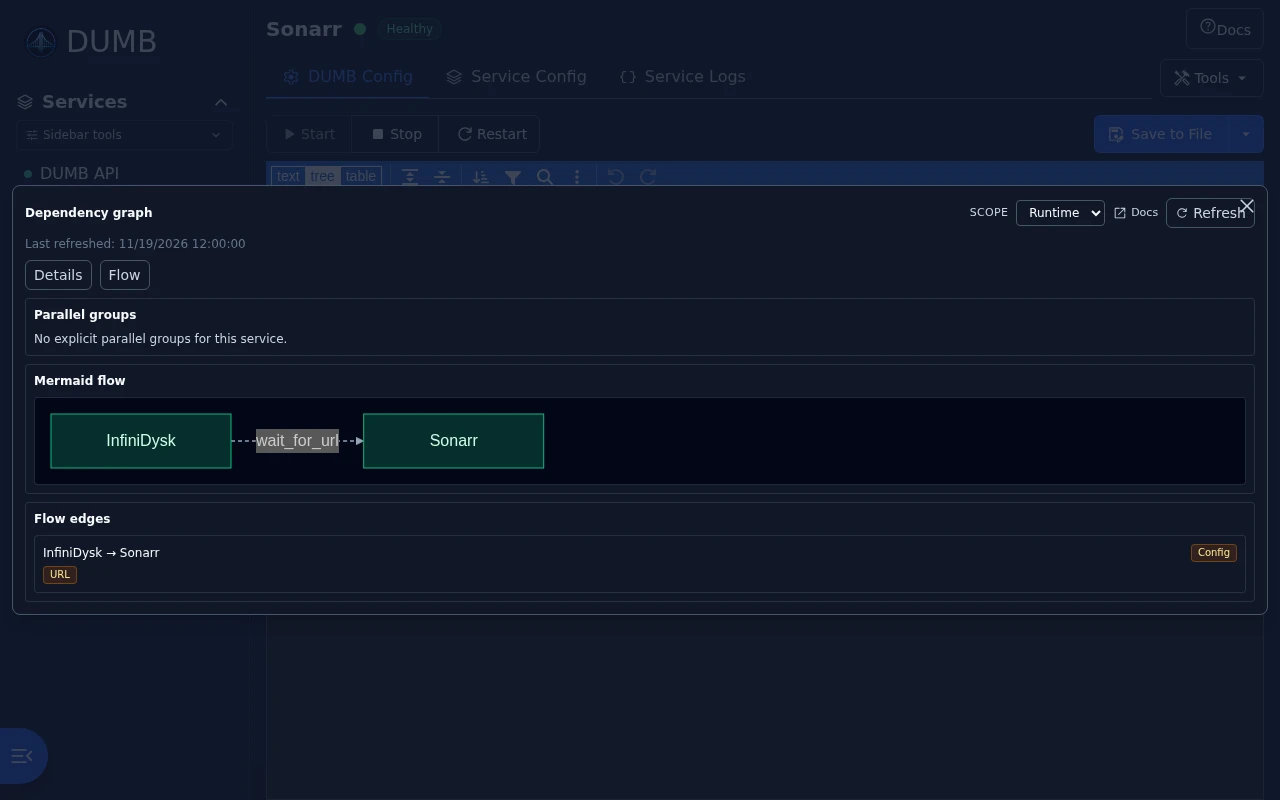 DUMB
Sonarr
Healthy
Docs
DUMB Config
Service Config
Service Logs
Tools
Services
Sidebar tools
Start
Stop
Restart
Save to File
DUMB API
text tree table
Dependency graph
SCOPE Runtime Docs Refresh
Last refreshed: 11/19/2026 12:00:00
Details Flow
Parallel groups
No explicit parallel groups for this service.
Mermaid flow
InfiniDysk wait_for_url Sonarr
Flow edges
InfiniDysk → Sonarr
Config
URL